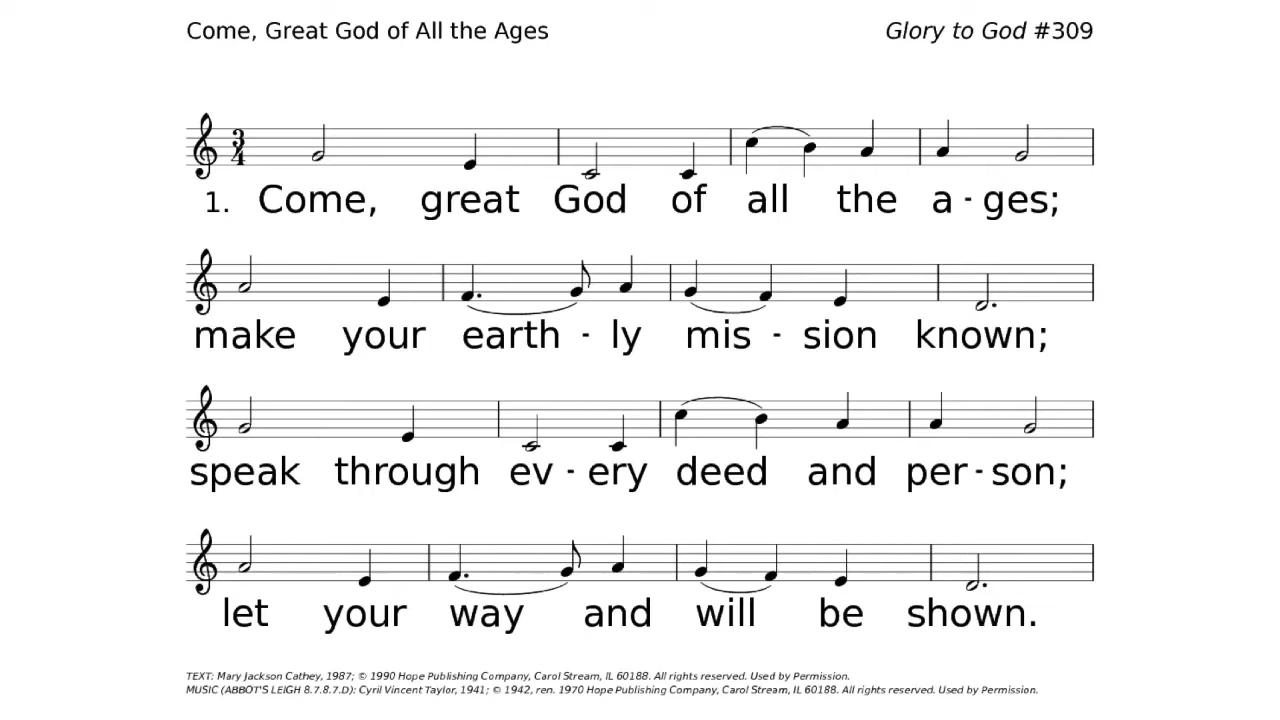 Come, Great God of All the Ages
Glory to God #309
3
4
1. Come, great God of all the a - ges;
make your earth - ly mis - sion known;
speak through ev - ery deed and per - son;
let your way and will be shown.
TEXT: Mary Jackson Cathey, 1987; © 1990 Hope Publishing Company, Carol Stream, IL 60188. All rights reserved. Used by Permission.
MUSIC (ABBOT'S LEIGH 8.7.8.7.D): Cyril Vincent Taylor, 1941; © 1942, ren. 1970 Hope Publishing Company, Carol Stream, IL 60188. All rights reserved. Used by Permission.